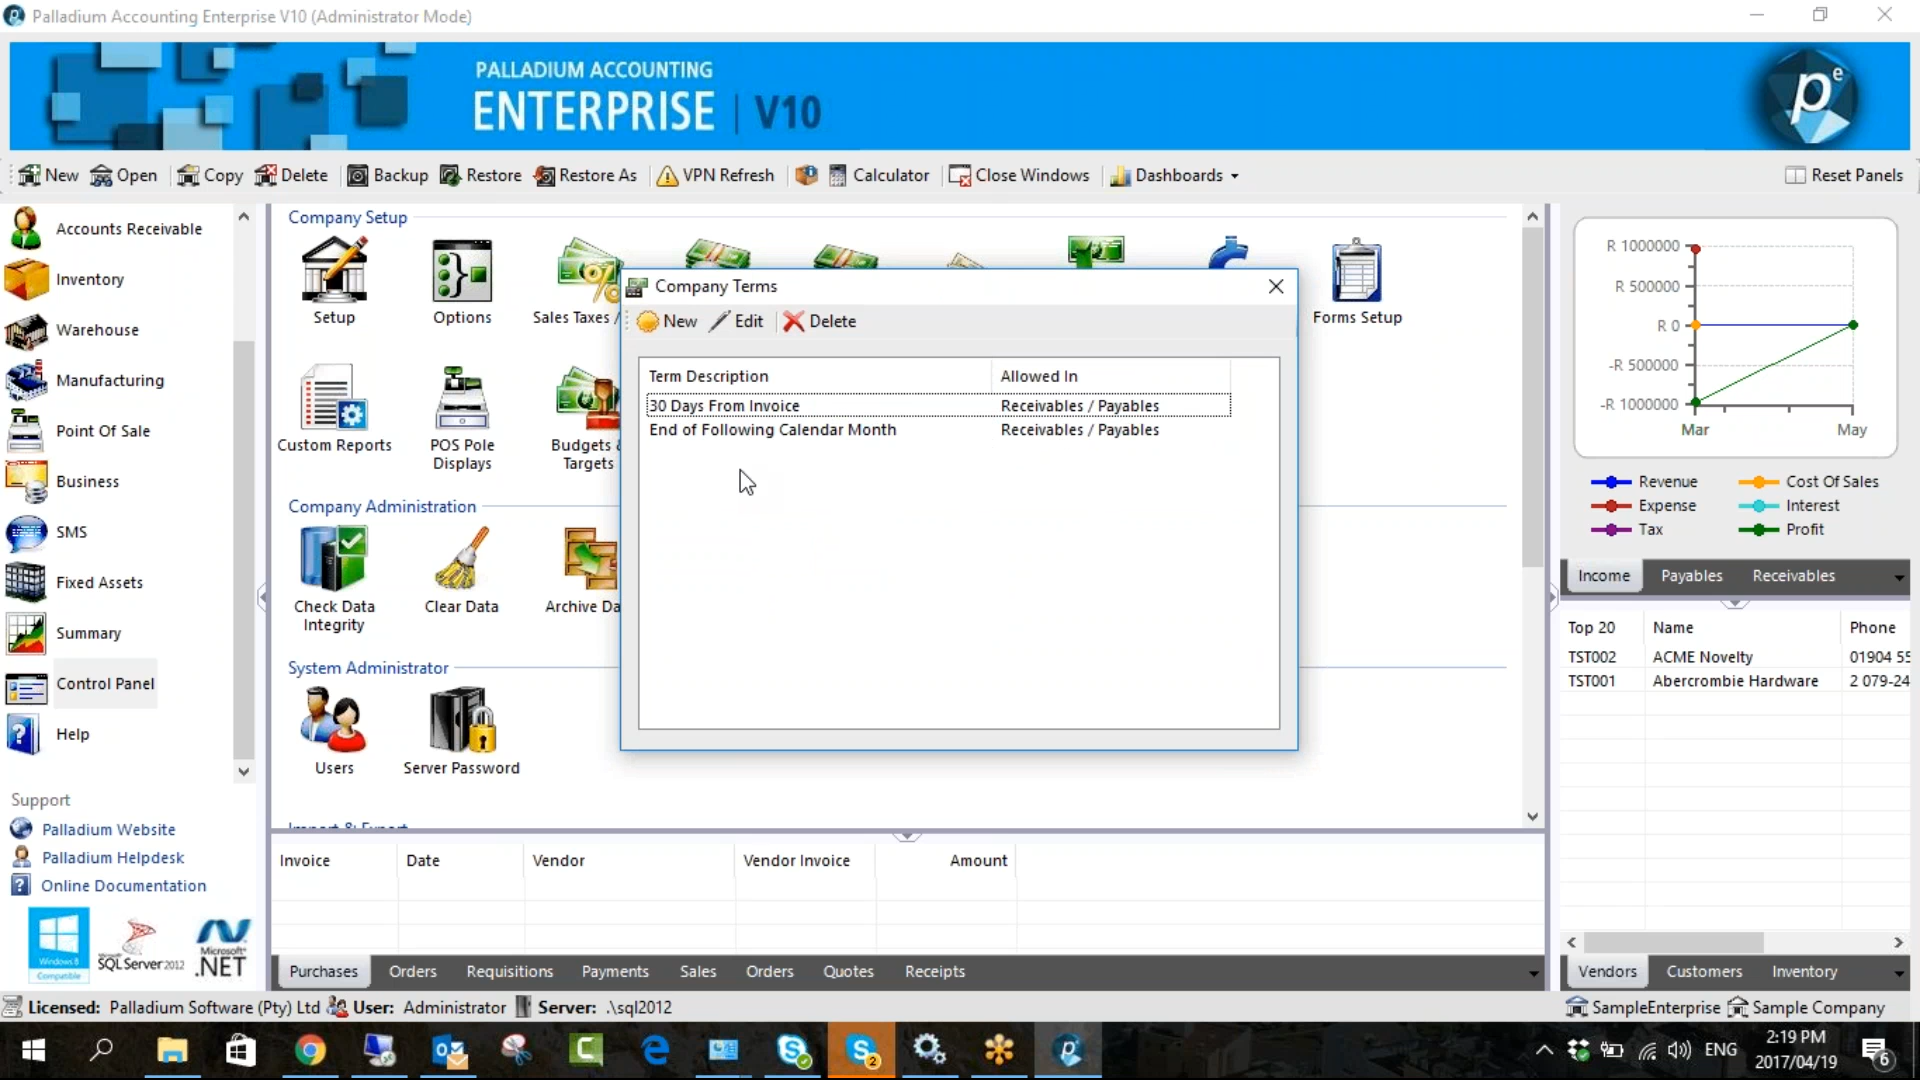 Palladium Accounting Enterprise V10 (Administrator Mode)
PALLADIUM ACCOUNTING
ENTERPRISE | V10
pe
New Open Copy Delete Backup Restore Restore As VPN Refresh Calculator Close Windows Dashboards Reset Panels
Accounts Receivable
Inventory
Warehouse
Manufacturing
Point Of Sale
Business
SMS
Fixed Assets
Summary
Control Panel
Help
Support
Palladium Website
Palladium Helpdesk
Online Documentation
Windows 8
Compatible
SQL Server 2012
Microsoft
.NET
Company Setup
Setup
Options
Sales Taxes /
Forms Setup
Custom Reports
POS Pole
Displays
Budgets &
Targets
Company Administration
Check Data
Integrity
Clear Data
Archive Da
System Administrator
Users
Server Password
Import & Export
Company Terms
New Edit Delete
Term Description Allowed In
30 Days From Invoice Receivables / Payables
End of Following Calendar Month Receivables / Payables
R 1000000
R 500000
R 0
-R 500000
-R 1000000
Mar May
Revenue Cost Of Sales
Expense Interest
Tax Profit
Income Payables Receivables
Top 20 Name Phone
TST002 ACME Novelty 01904 55
TST001 Abercrombie Hardware 2 079-24
Vendors Customers Inventory
Invoice Date Vendor Vendor Invoice Amount
Purchases Orders Requisitions Payments Sales Orders Quotes Receipts
Licensed: Palladium Software (Pty) Ltd User: Administrator Server: .\sql2012
SampleEnterprise Sample Company
ENG
2:19 PM
2017/04/19
6
2